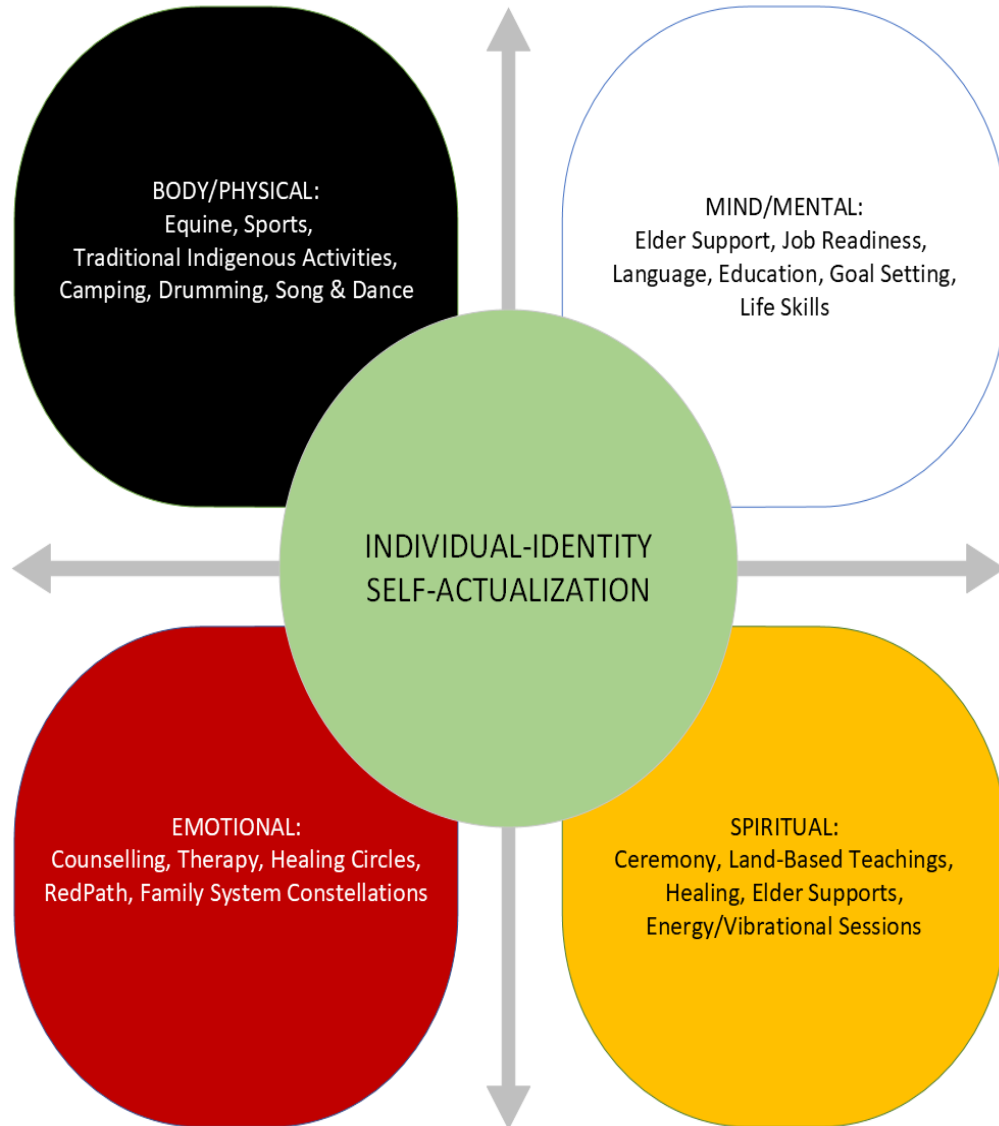 BODY/PHYSICAL:
Equine, Sports,
Traditional Indigenous Activities,
Camping, Drumming, Song & Dance
MIND/MENTAL:
Elder Support, Job Readiness,
Language, Education, Goal Setting,
Life Skills
INDIVIDUAL-IDENTITY
SELF-ACTUALIZATION
EMOTIONAL:
Counselling, Therapy, Healing Circles,
RedPath, Family System Constellations
SPIRITUAL:
Ceremony, Land-Based Teachings,
Healing, Elder Supports,
Energy/Vibrational Sessions